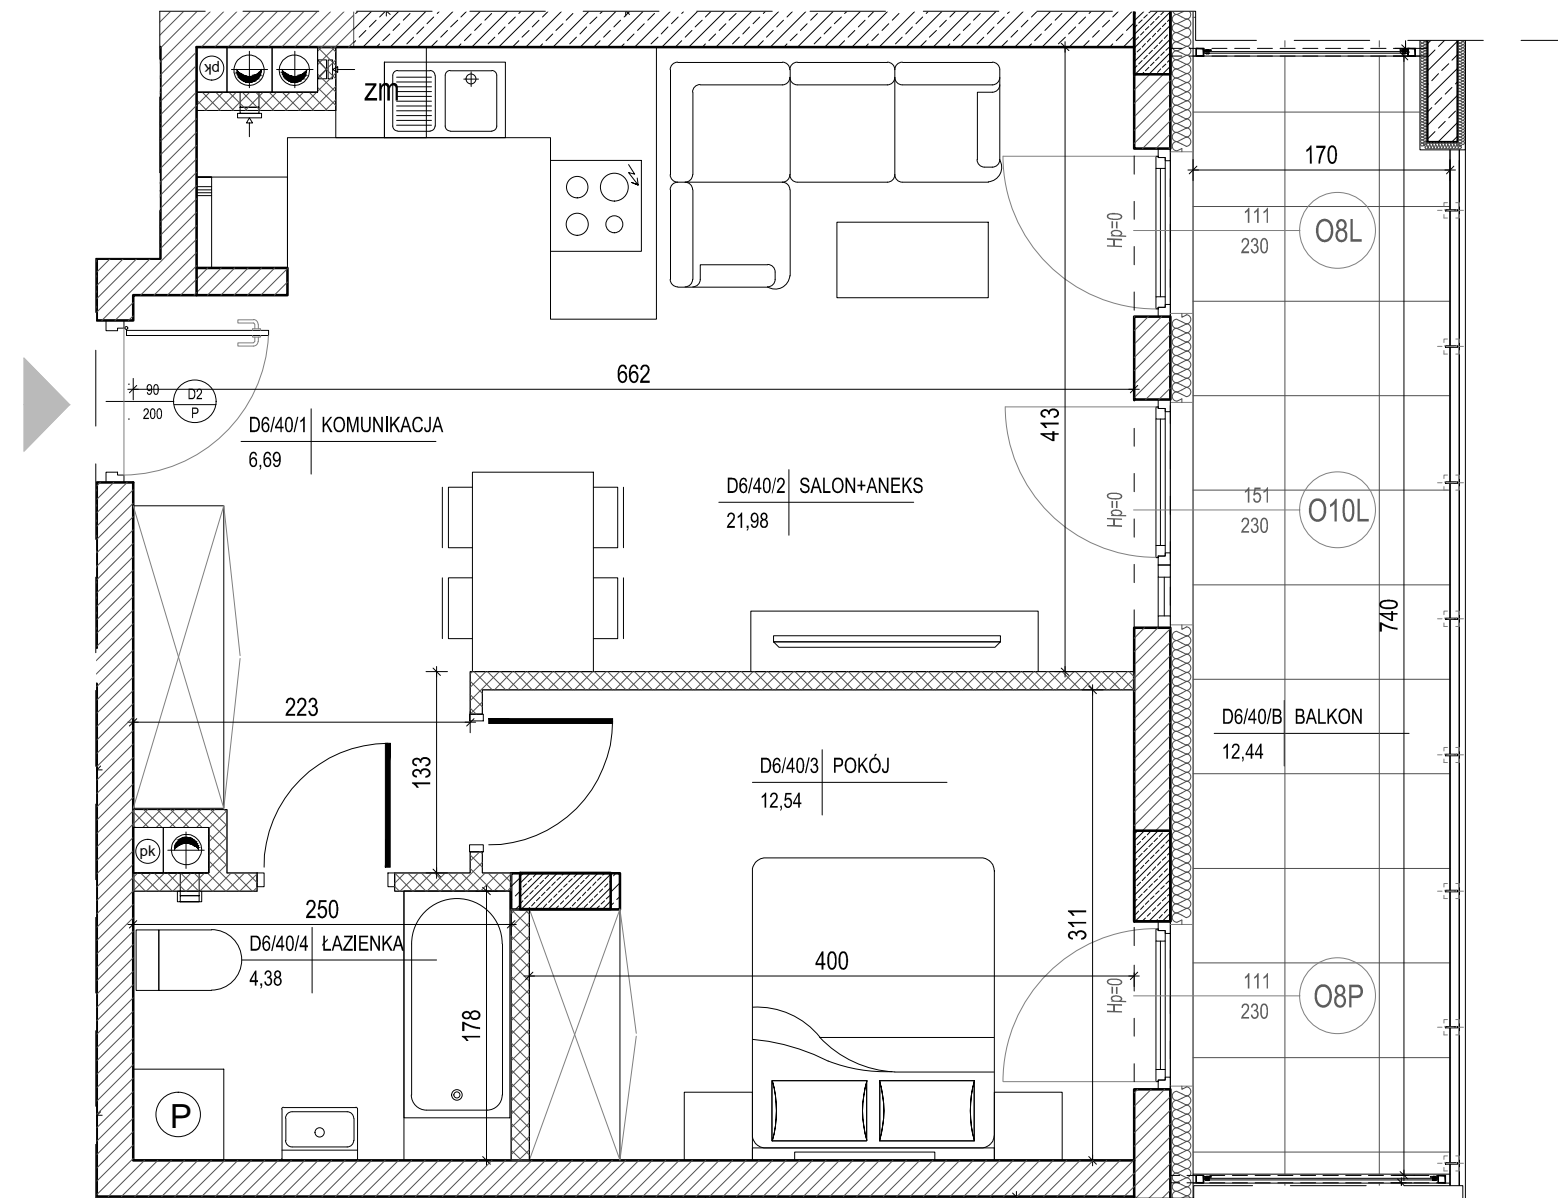 pk
zm
170
Hp=0
111
230
O8L
662
90
200
D2
P
D6/40/1 KOMUNIKACJA
6,69
413
D6/40/2 SALON+ANEKS
21,98
Hp=0
151
230
O10L
740
223
133
D6/40/3 POKÓJ
12,54
D6/40/B BALKON
12,44
pk
250
D6/40/4 ŁAZIENKA
4,38
178
400
311
Hp=0
111
230
O8P
P